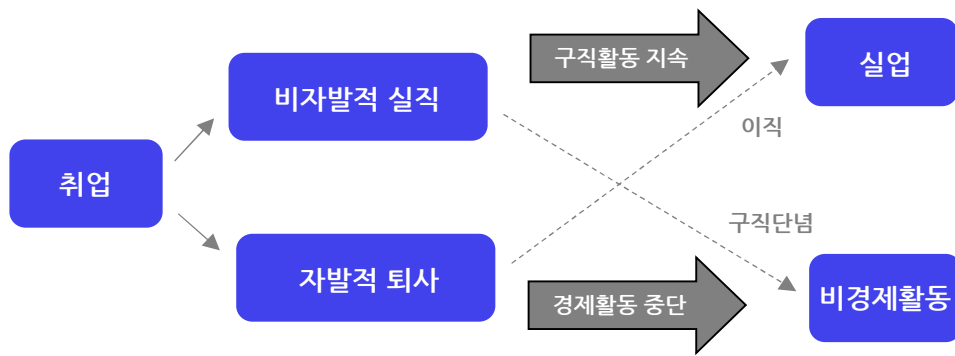 구직활동 지속
실업
비자발적 실직
이직
취업
구직단념
자발적 퇴사
경제활동 중단
비경제활동